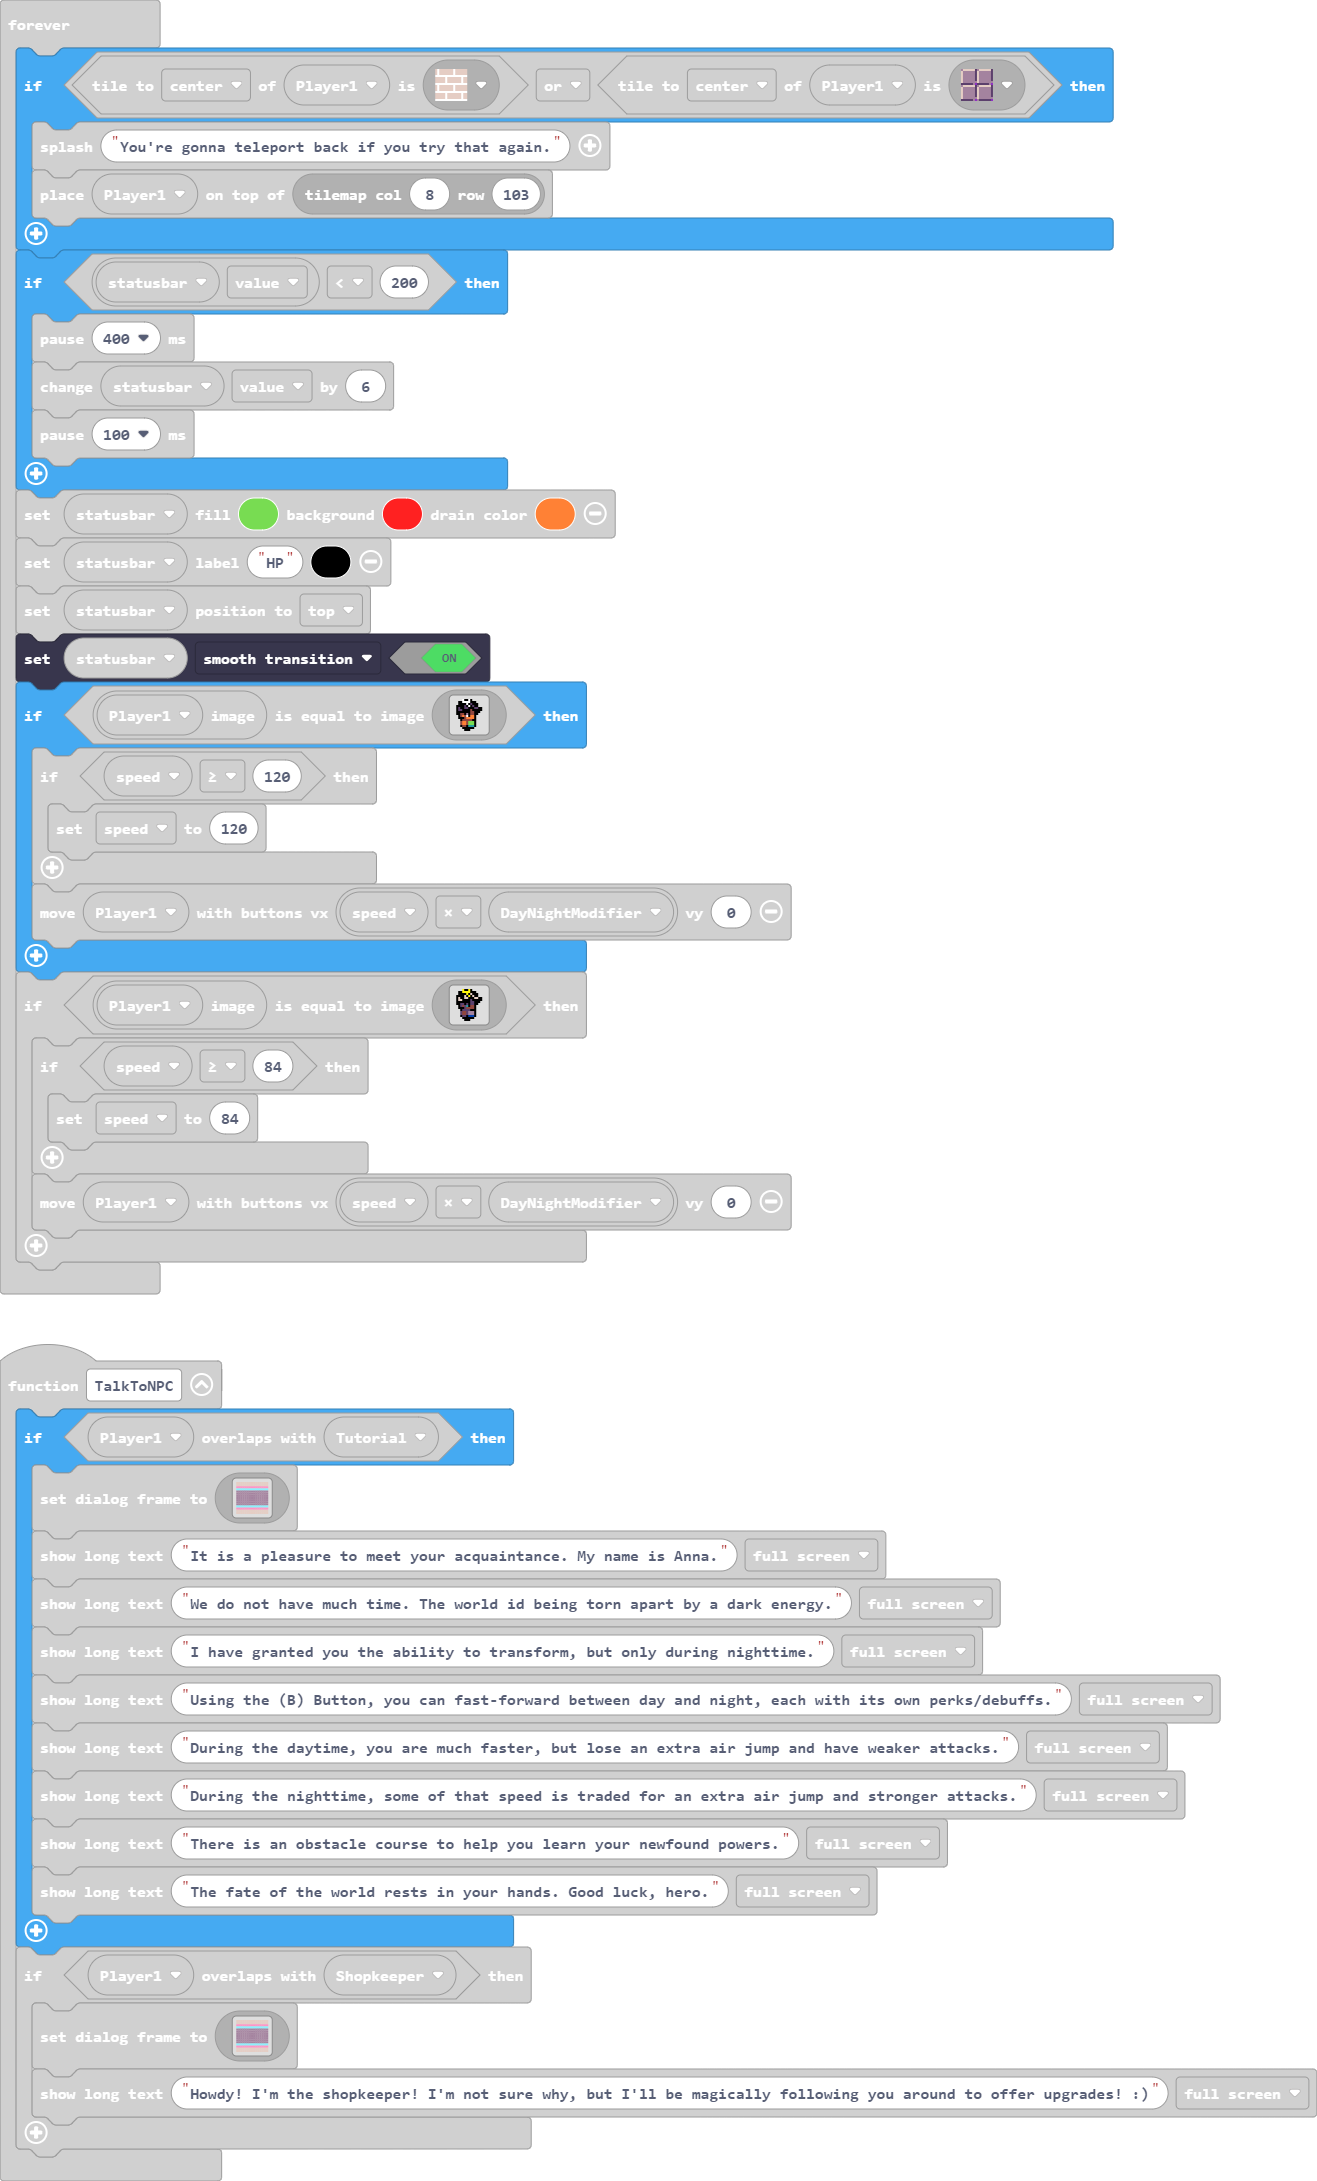 forever
if tile to center of Player1 is or tile to center of Player1 is then
splash "You're gonna teleport back if you try that again."
place Player1 on top of tilemap col 8 row 103
if statusbar value < 200 then
pause 400 ms
change statusbar value by 6
pause 100 ms
set statusbar fill background drain color
set statusbar label "HP"
set statusbar position to top
set statusbar smooth transition ON
if Player1 image is equal to image then
if speed ≥ 120 then
set speed to 120
move Player1 with buttons vx speed × DayNightModifier vy 0
if Player1 image is equal to image then
if speed ≥ 84 then
set speed to 84
move Player1 with buttons vx speed × DayNightModifier vy 0
function TalkToNPC
if Player1 overlaps with Tutorial then
set dialog frame to
show long text "It is a pleasure to meet your acquaintance. My name is Anna." full screen
show long text "We do not have much time. The world id being torn apart by a dark energy." full screen
show long text "I have granted you the ability to transform, but only during nighttime." full screen
show long text "Using the (B) Button, you can fast-forward between day and night, each with its own perks/debuffs." full screen
show long text "During the daytime, you are much faster, but lose an extra air jump and have weaker attacks." full screen
show long text "During the nighttime, some of that speed is traded for an extra air jump and stronger attacks." full screen
show long text "There is an obstacle course to help you learn your newfound powers." full screen
show long text "The fate of the world rests in your hands. Good luck, hero." full screen
if Player1 overlaps with Shopkeeper then
set dialog frame to
show long text "Howdy! I'm the shopkeeper! I'm not sure why, but I'll be magically following you around to offer upgrades! :)" full screen